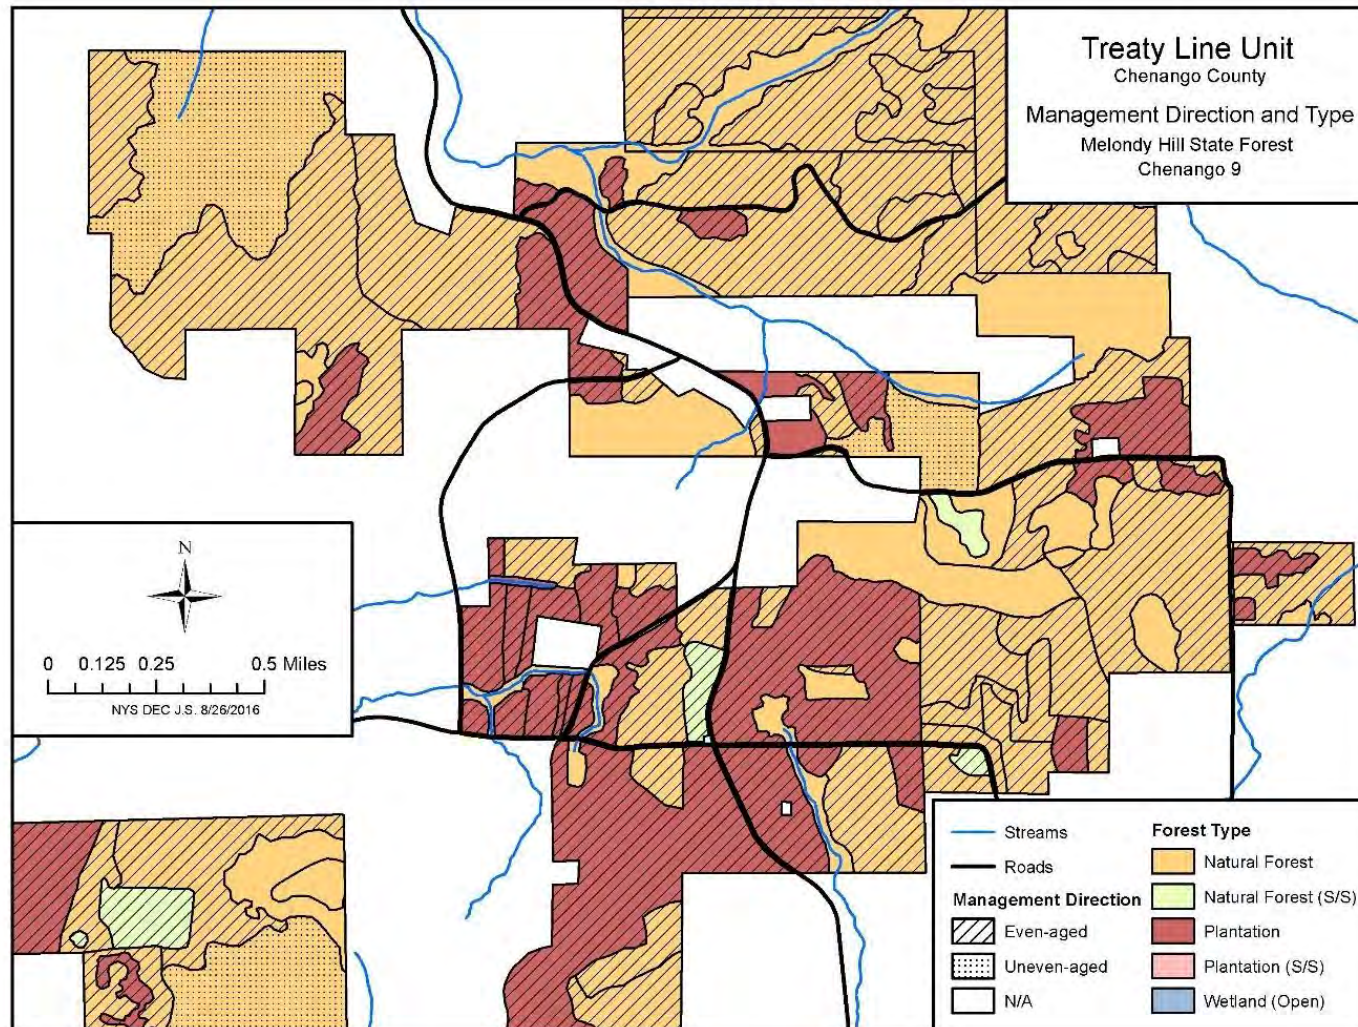 Treaty Line Unit
Chenango County
Management Direction and Type
Melondy Hill State Forest
Chenango 9
N
0 0.125 0.25 0.5 Miles
NYS DEC J.S. 8/26/2016
Streams
Roads
Management Direction
Even-aged
Uneven-aged
N/A
Forest Type
Natural Forest
Natural Forest (S/S)
Plantation
Plantation (S/S)
Wetland (Open)